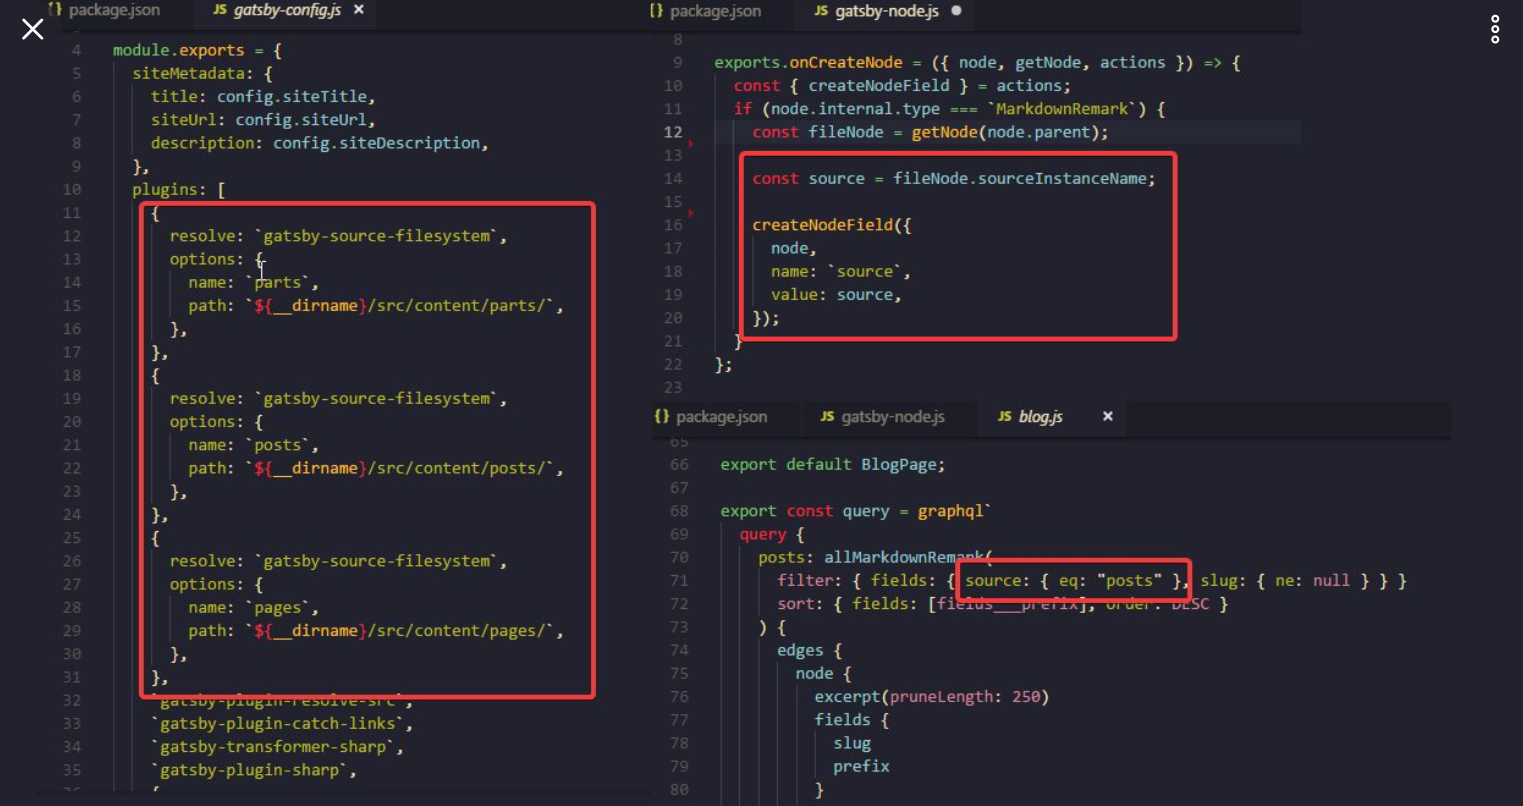 {} package.json JS gatsby-config.js ×
4 module.exports = {
5 siteMetadata: {
6 title: config.siteTitle,
7 siteUrl: config.siteUrl,
8 description: config.siteDescription,
9 },
10 plugins: [
11 {
12 resolve: `gatsby-source-filesystem`,
13 options: {
14 name: `parts`,
15 path: `${__dirname}/src/content/parts/`,
16 },
17 },
18 {
19 resolve: `gatsby-source-filesystem`,
20 options: {
21 name: `posts`,
22 path: `${__dirname}/src/content/posts/`,
23 },
24 },
25 {
26 resolve: `gatsby-source-filesystem`,
27 options: {
28 name: `pages`,
29 path: `${__dirname}/src/content/pages/`,
30 },
31 },
32 `gatsby-plugin-resolve-src`,
33 `gatsby-plugin-catch-links`,
34 `gatsby-transformer-sharp`,
35 `gatsby-plugin-sharp`,
{} package.json JS gatsby-node.js ●
8
9 exports.onCreateNode = ({ node, getNode, actions }) => {
10 const { createNodeField } = actions;
11 if (node.internal.type === `MarkdownRemark`) {
12 const fileNode = getNode(node.parent);
13
14 const source = fileNode.sourceInstanceName;
15
16 createNodeField({
17 node,
18 name: `source`,
19 value: source,
20 });
21 }
22 };
23
{} package.json JS gatsby-node.js JS blog.js ×
65
66 export default BlogPage;
67
68 export const query = graphql`
69 query {
70 posts: allMarkdownRemark(
71 filter: { fields: { source: { eq: "posts" }, slug: { ne: null } } }
72 sort: { fields: [fields___prefix], order: DESC }
73 ) {
74 edges {
75 node {
76 excerpt(pruneLength: 250)
77 fields {
78 slug
79 prefix
80 }